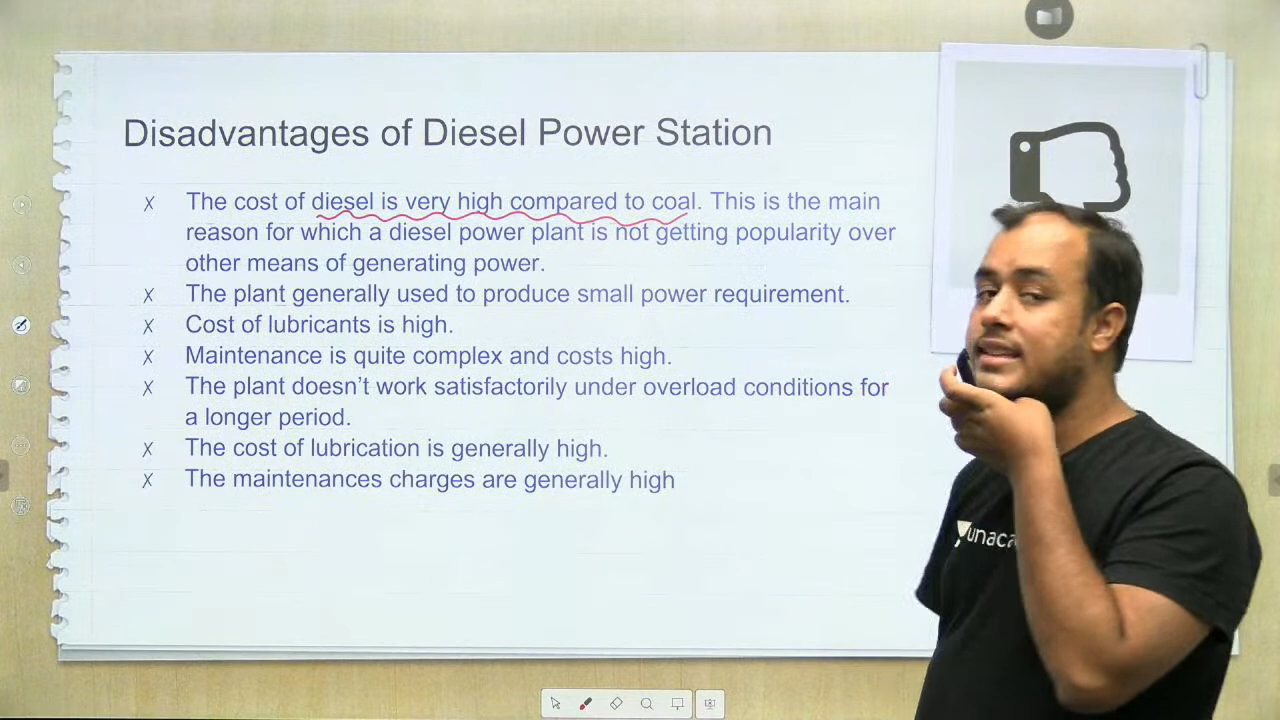 Disadvantages of Diesel Power Station
x The cost of diesel is very high compared to coal. This is the main
reason for which a diesel power plant is not getting popularity over
other means of generating power.
x The plant generally used to produce small power requirement.
x Cost of lubricants is high.
x Maintenance is quite complex and costs high.
x The plant doesn’t work satisfactorily under overload conditions for
a longer period.
x The cost of lubrication is generally high.
x The maintenances charges are generally high
unaca